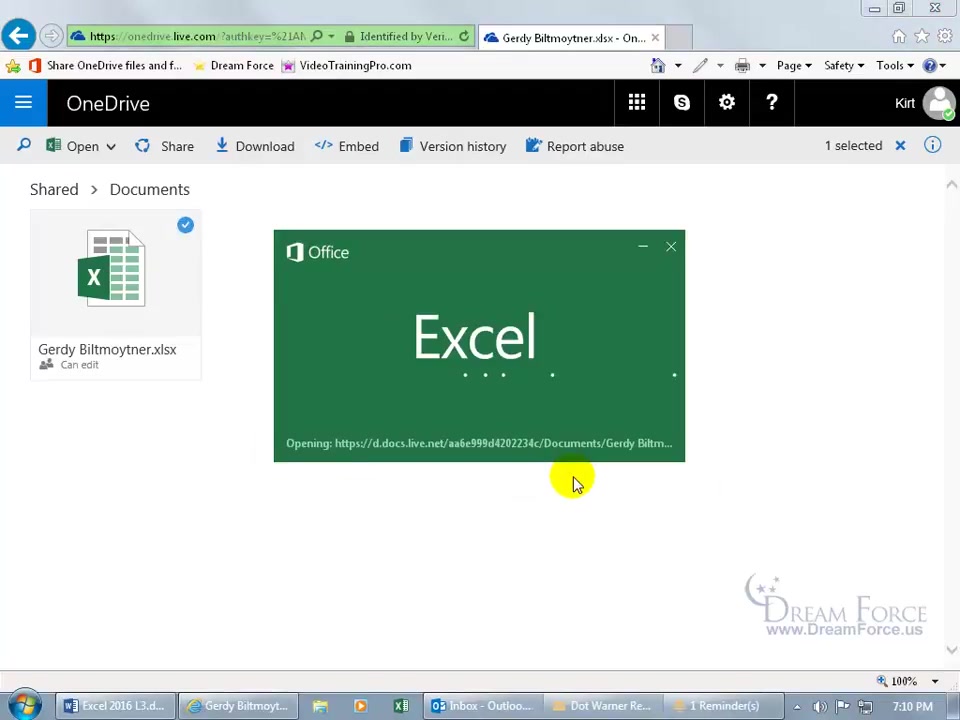 https://onedrive.live.com/?authkey=%21AN
Identified by Veri...
Gerdy Biltmoytner.xlsx - On...
Share OneDrive files and f...
Dream Force
VideoTrainingPro.com
Page
Safety
Tools
OneDrive
Kirt
Open
Share
Download
Embed
Version history
Report abuse
1 selected
Shared > Documents
X
Gerdy Biltmoytner.xlsx
Can edit
Office
Excel
Opening: https://d.docs.live.net/aa6e999d4202234c/Documents/Gerdy Biltm...
DREAM FORCE
www.DreamForce.us
100%
Excel 2016 L3.d...
Gerdy Biltmoyt...
Inbox - Outloo...
Dot Warner Re...
1 Reminder(s)
7:10 PM